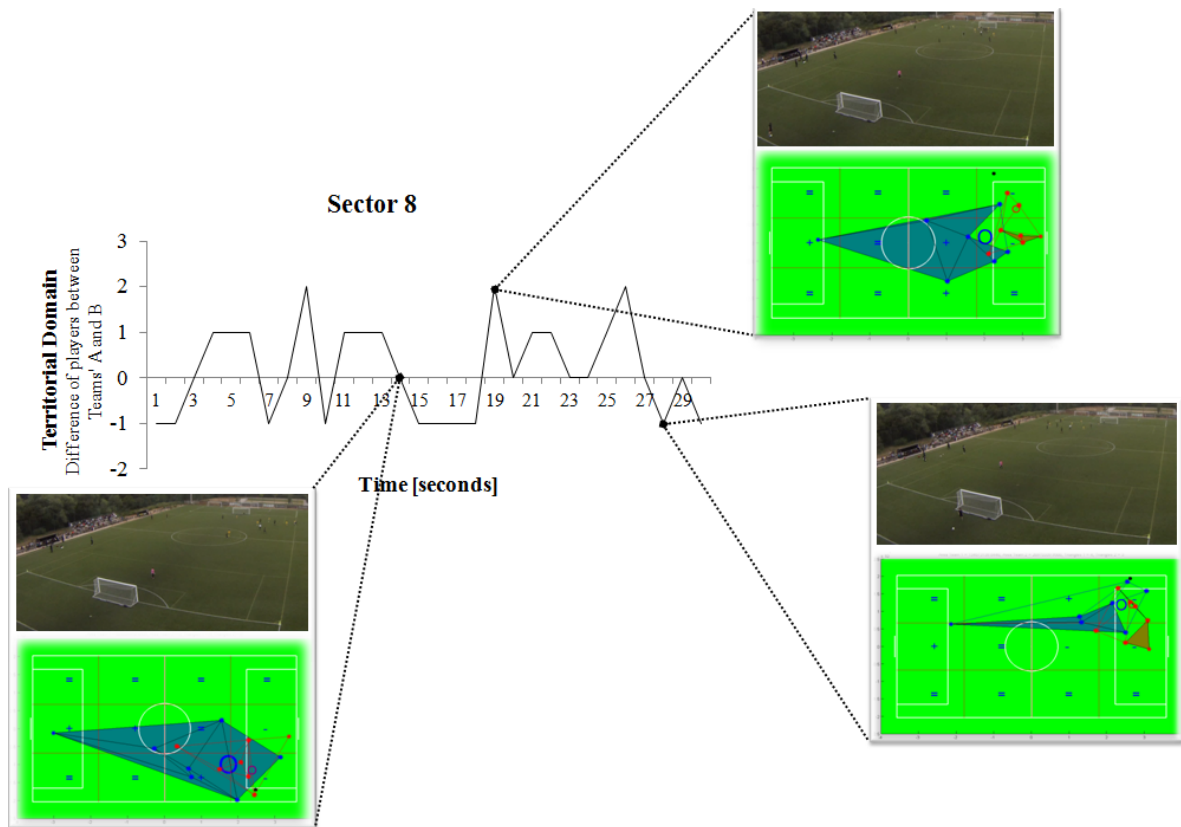 Sector 8
Territorial Domain
Difference of players between
Teams' A and B
3
2
1
0
-1
-2
1 3 5 7 9 11 13 15 17 19 21 23 25 27 29
Time [seconds]
= = =
+ = + -
= = + =
= = = =
+ = -
= = + -
= = + -
+ = - -
= = = =